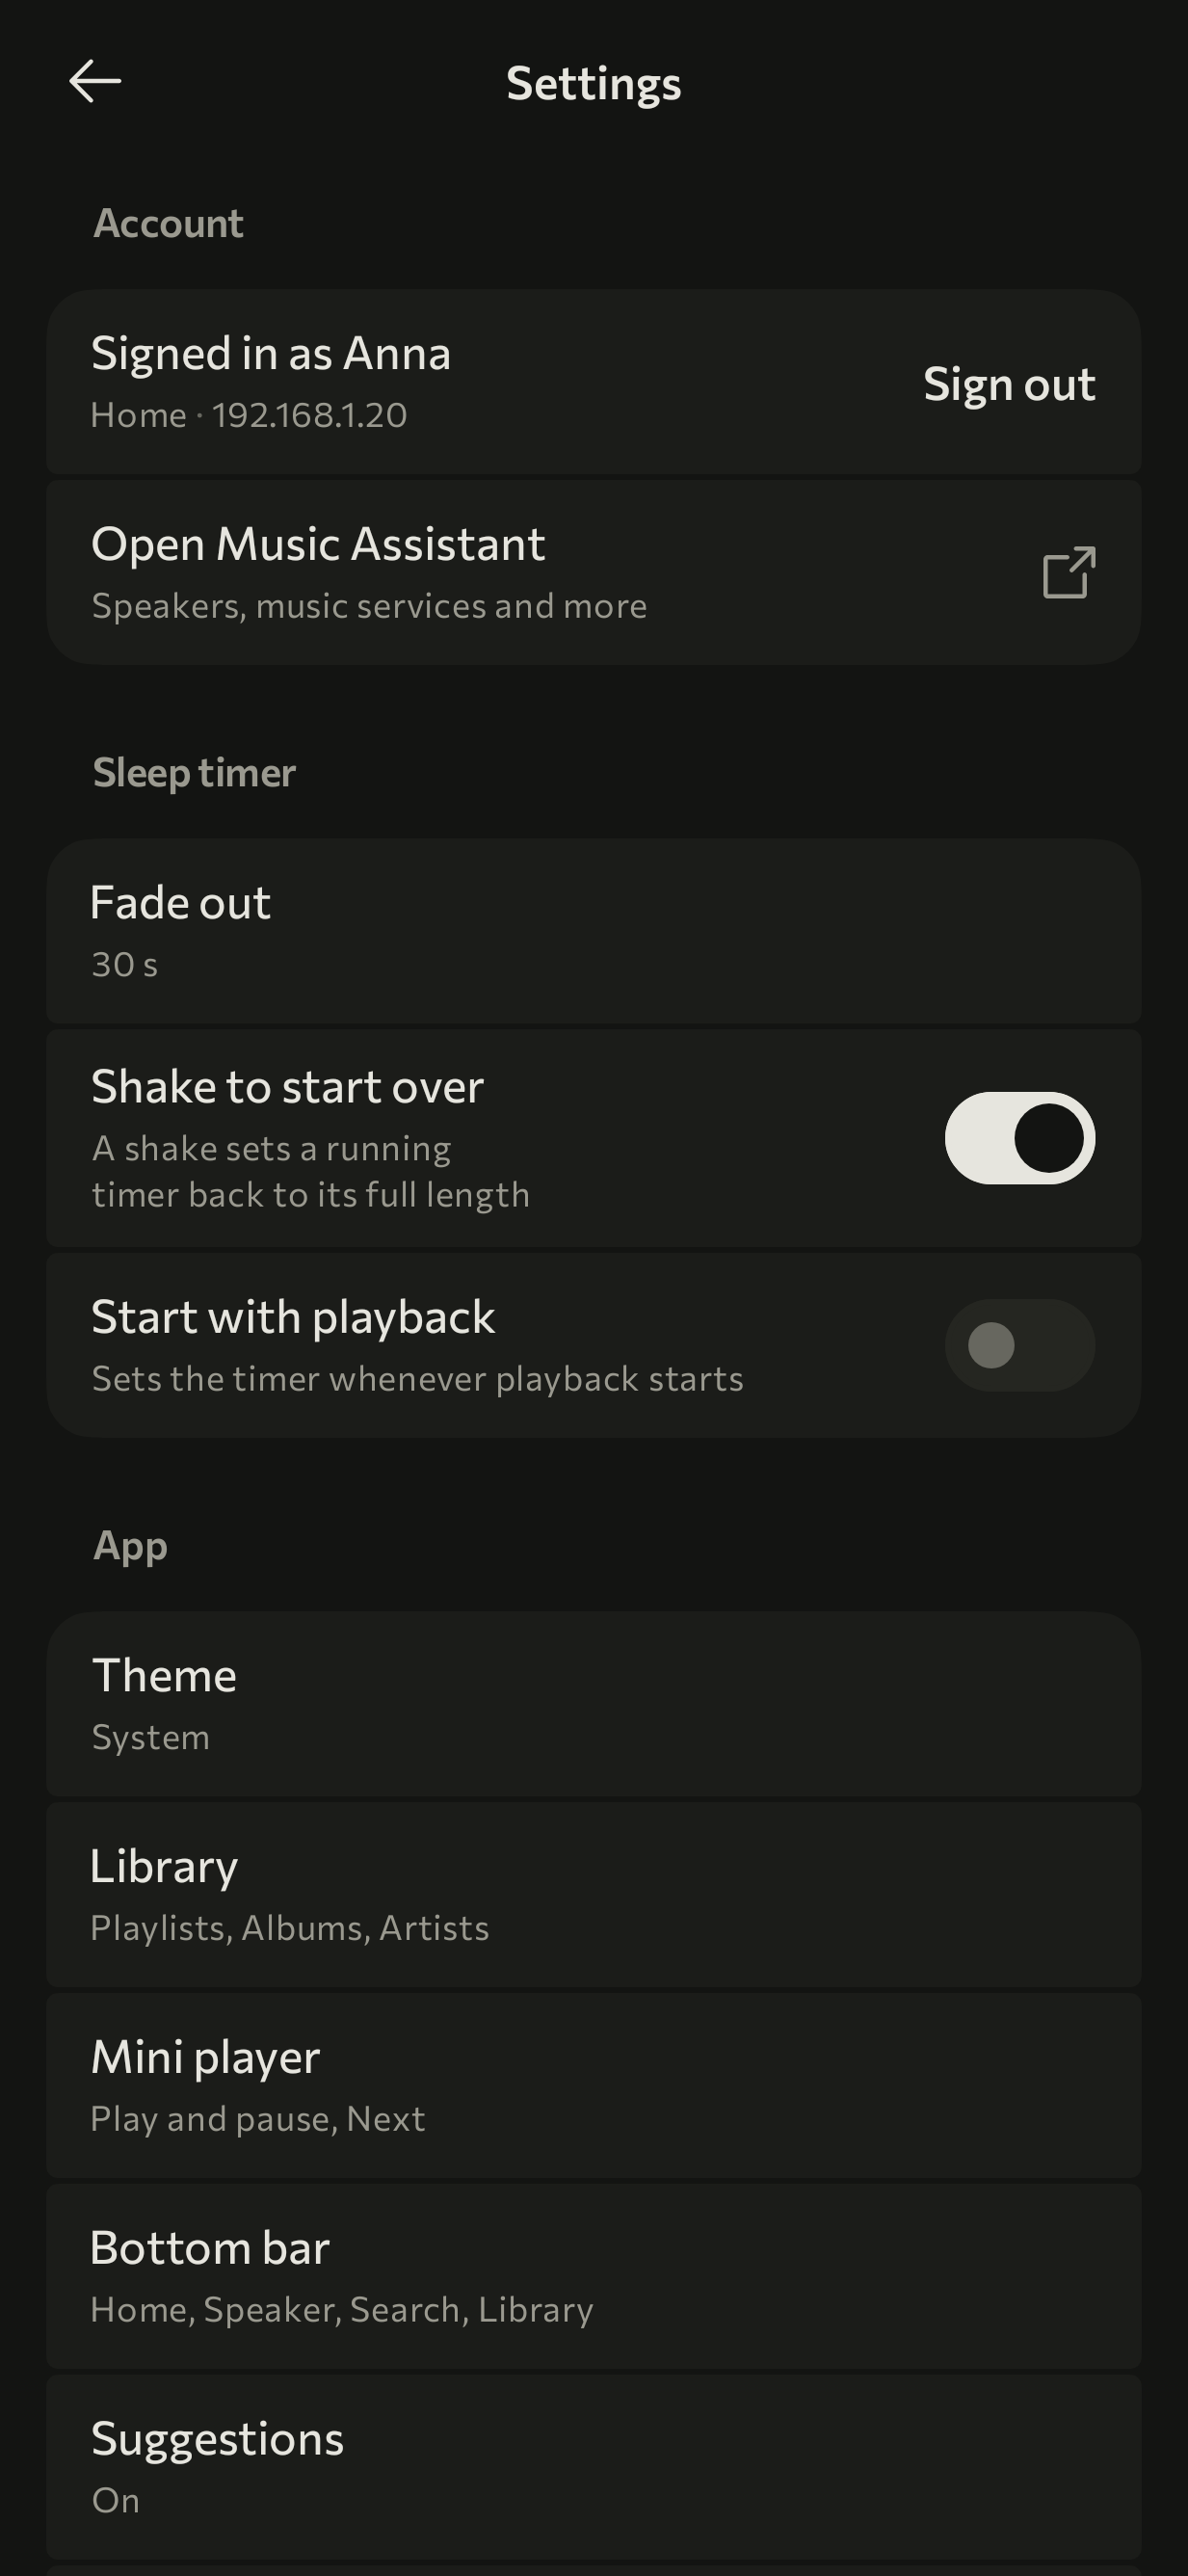 Settings
Account
Signed in as Anna
Home · 192.168.1.20
Sign out
Open Music Assistant
Speakers, music services and more
Sleep timer
Fade out
30 s
Shake to start over
A shake sets a running
timer back to its full length
Start with playback
Sets the timer whenever playback starts
App
Theme
System
Library
Playlists, Albums, Artists
Mini player
Play and pause, Next
Bottom bar
Home, Speaker, Search, Library
Suggestions
On